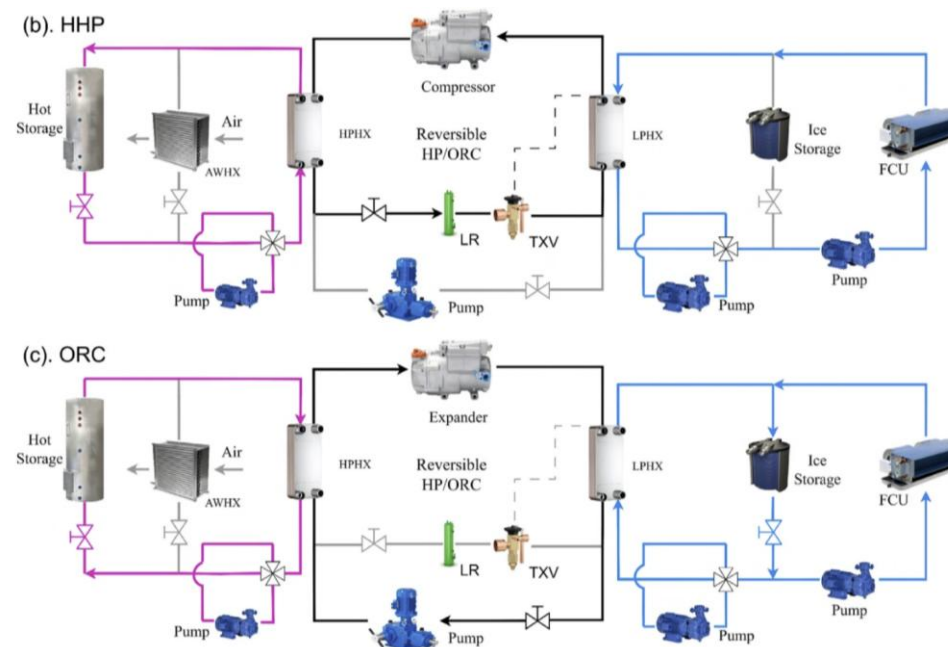 (b). HHP
Hot
Storage
Air
AWHX
HPHX
Compressor
Reversible
HP/ORC
LPHX
Ice
Storage
FCU
LR
TXV
Pump
Pump
Pump
Pump
(c). ORC
Hot
Storage
Air
AWHX
HPHX
Expander
Reversible
HP/ORC
LPHX
Ice
Storage
FCU
LR
TXV
Pump
Pump
Pump
Pump